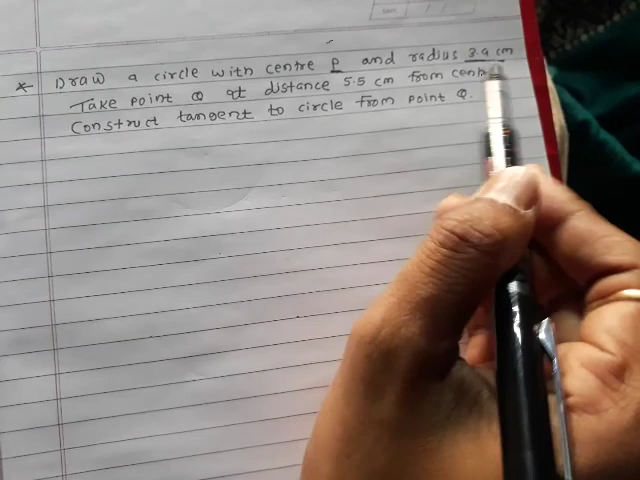 * Draw a circle with centre P and radius 3.4 cm
Take point Q at distance 5.5 cm from
Construct tangent to circle from point Q.